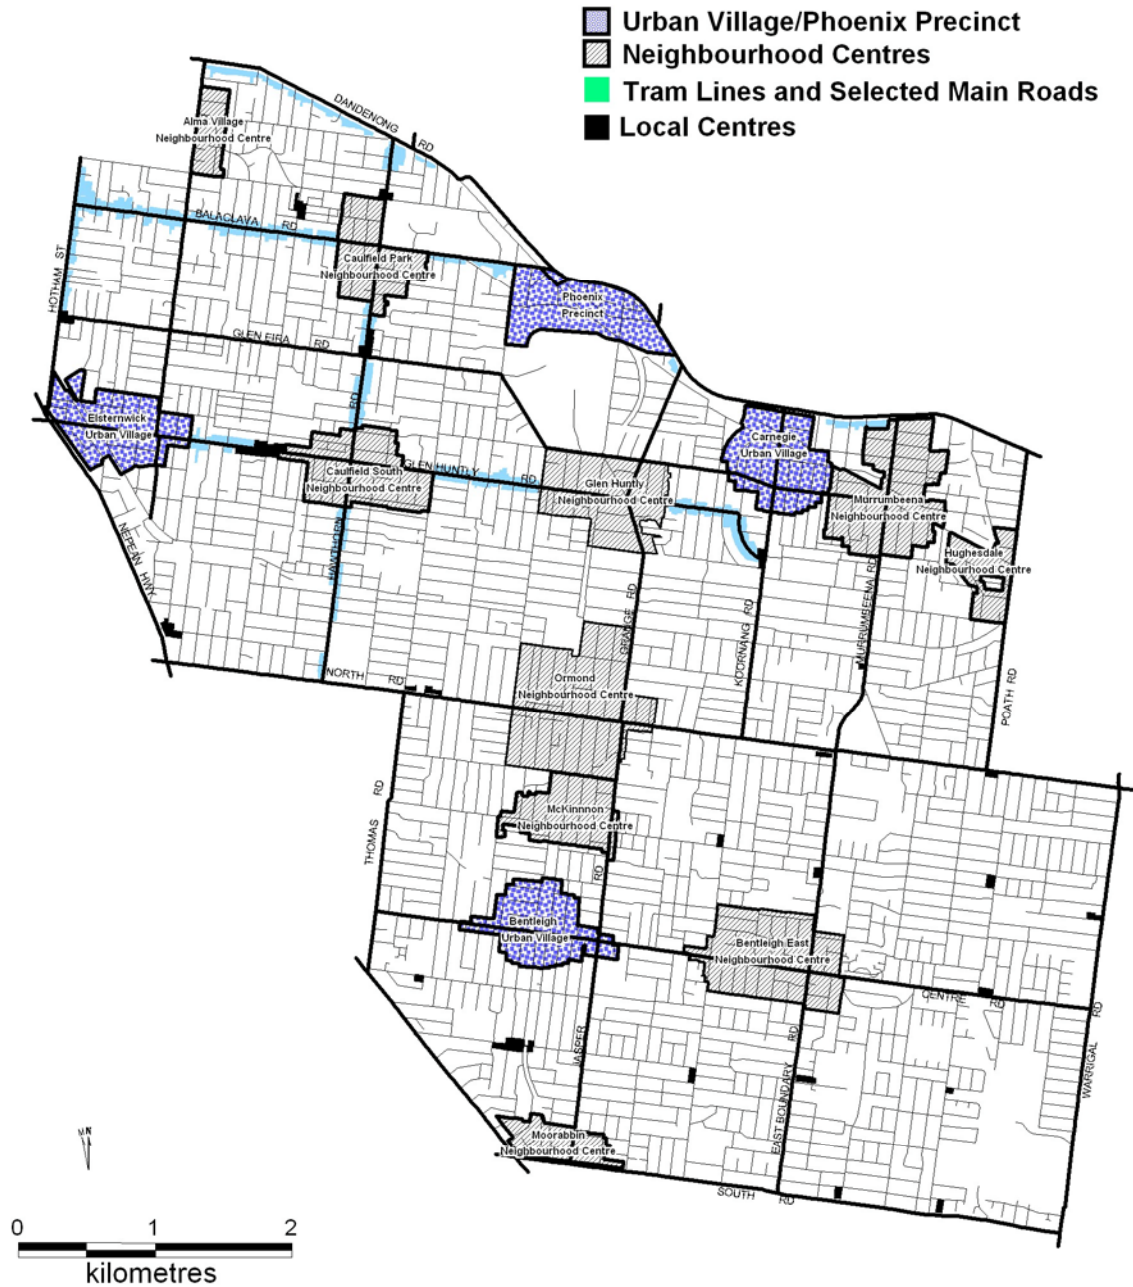 Urban Village/Phoenix Precinct
Neighbourhood Centres
Tram Lines and Selected Main Roads
Local Centres
DANDENONG
RD
Alma Village
Neighbourhood Centre
BALACLAVA
RD
HOTHAM ST
Caulfield Park
Neighbourhood Centre
Phoenix
Precinct
GLEN EIRA
RD
RD
Elsternwick
Urban Village
Carnegie
Urban Village
Caulfield South
Neighbourhood Centre
GLEN HUNTLY
RD
Glen Huntly
Neighbourhood Centre
Murrumbeena
Neighbourhood Centre
NEPEAN HWY
HAWTHORN
Hughesdale
Neighbourhood Centre
GRANGE RD
KOORNANG RD
MURRUMBEENA RD
POATH RD
NORTH
RD
Ormond
Neighbourhood Centre
THOMAS
RD
McKinnnon
Neighbourhood Centre
RD
Bentleigh
Urban Village
Bentleigh East
Neighbourhood Centre
CENTRE
RD
RD
WARRIGAL
JASPER
EAST BOUNDARY
RD
Moorabbin
Neighbourhood Centre
SOUTH
RD
N
0 1 2
kilometres